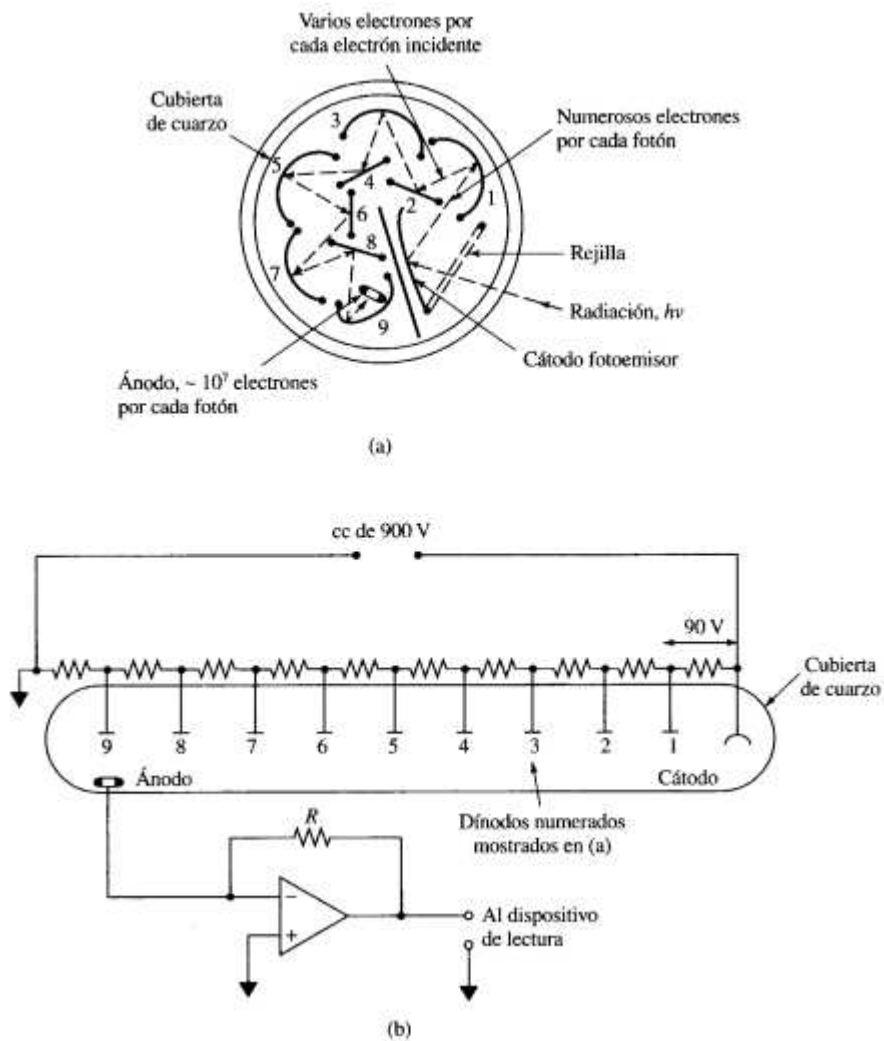 Varios electrones por
cada electrón incidente
Cubierta
de cuarzo
Numerosos electrones
por cada fotón
3
5
4
2
1
6
8
7
9
Rejilla
Radiación, hν
Cátodo fotoemisor
Ánodo, ~ 10⁷ electrones
por cada fotón
(a)
cc de 900 V
90 V
Cubierta
de cuarzo
9 8 7 6 5 4 3 2 1
Ánodo
Cátodo
Dínodos numerados
mostrados en (a)
R
−
+
Al dispositivo
de lectura
(b)